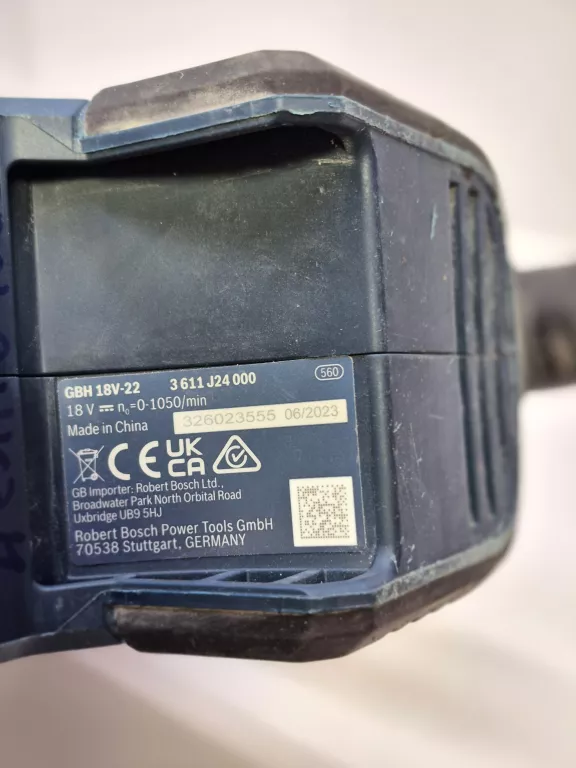 GBH 18V-22 3 611 J24 000 560
18 V n₀=0-1050/min
Made in China 326023555 06/2023
CE UK CA
GB Importer: Robert Bosch Ltd.,
Broadwater Park North Orbital Road
Uxbridge UB9 5HJ
Robert Bosch Power Tools GmbH
70538 Stuttgart, GERMANY